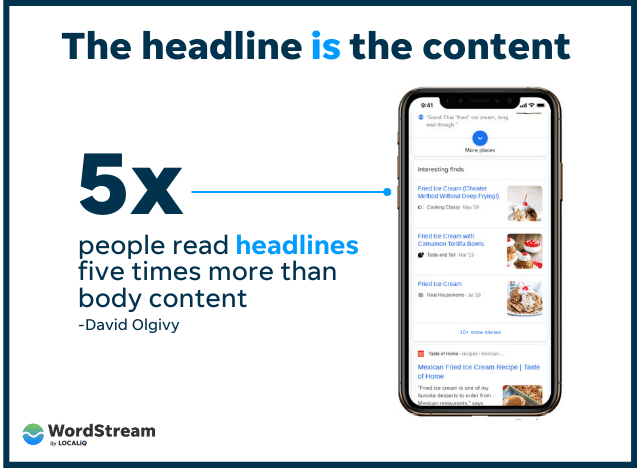 The headline is the content
5x
people read headlines
five times more than
body content
-David Olgivy
9:41
"Good Thai "fried" ice cream, long
wait though."
More places
Interesting finds
Fried Ice Cream (Cheater
Method Without Deep Frying!)
Cooking Classy · May '19
Fried Ice Cream with
Cinnamon Tortilla Bowls
Taste and Tell · Mar '13
Fried Ice Cream
Real Housemoms · Jul '19
10+ more stories
Taste of Home › recipes › mexican...
Mexican Fried Ice Cream Recipe | Taste
of Home
"Fried ice cream is one of my
favorite desserts to order from
Mexican restaurants," says
WordStream
By LOCALiQ